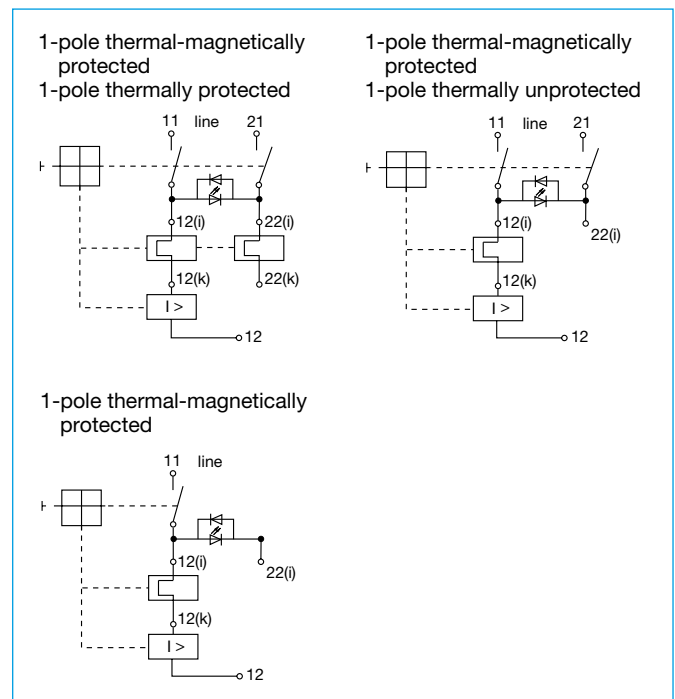 1-pole thermal-magnetically
protected
1-pole thermally protected
11 line 21
12(i) 22(i)
12(k) 22(k)
I >
12
1-pole thermal-magnetically
protected
1-pole thermally unprotected
11 line 21
12(i)
22(i)
12(k)
I >
12
1-pole thermal-magnetically
protected
11 line
12(i)
22(i)
12(k)
I >
12